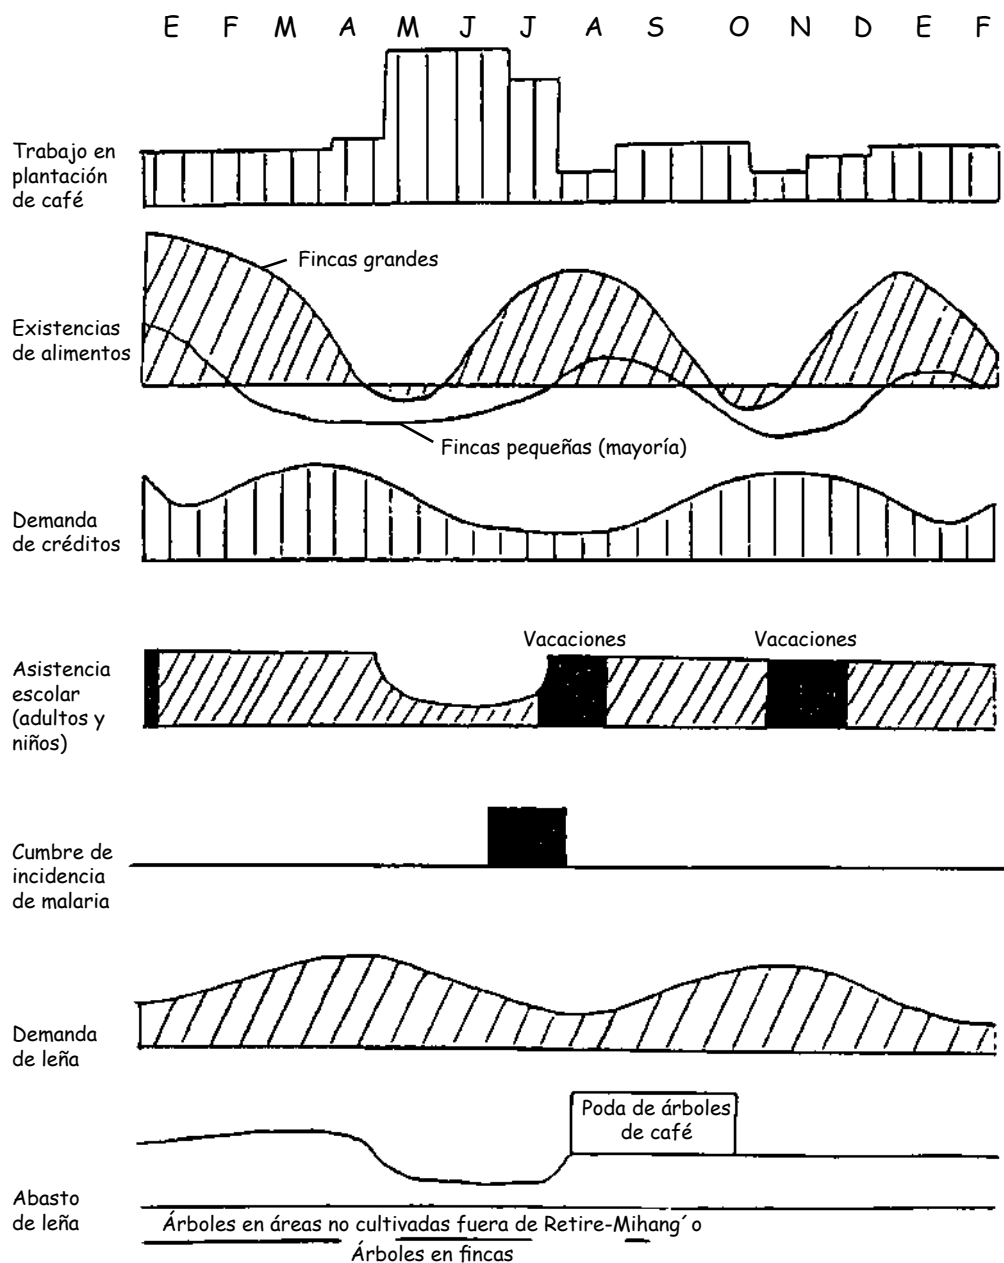 E F M A M J J A S O N D E F
Trabajo en
plantación
de café
Fincas grandes
Existencias
de alimentos
Fincas pequeñas (mayoría)
Demanda
de créditos
Vacaciones Vacaciones
Asistencia
escolar
(adultos y
niños)
Cumbre de
incidencia
de malaria
Demanda
de leña
Poda de árboles
de café
Abasto
de leña
Árboles en áreas no cultivadas fuera de Retire-Mihang´o
Árboles en fincas